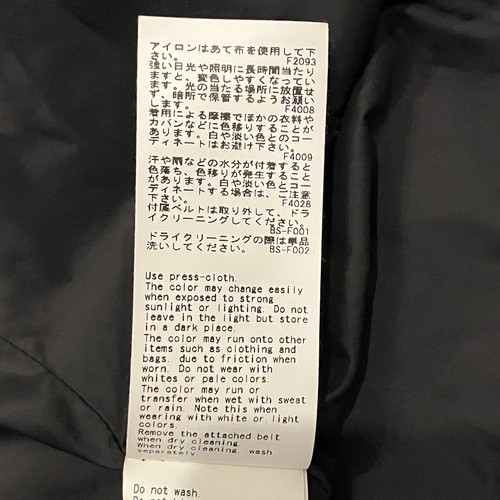 アイロンはあて布を使用して下
さい。 F2093
強い日光や照明に長時間当たり
ますと、変色しやすくなってい
ます。光の当たる場所に放置せ
ず、暗所で保管するようお願い
します。 F4008
着用による摩擦でほかの衣料や
カバンなどに色移りすることが
あります。白や淡い色とのコー
ディネートはお避け下さい。
F4009
汗や雨などの水分が付着すると
色落ち、色移りが発生すること
があります。白や淡い色とコー
ディネートする場合は、ご注意
下さい。 F4028
付属ベルトは取り外して、ドラ
イクリーニングしてください。
BS-F001
ドライクリーニングの際は単品
洗いしてください。 BS-F002
Use press-cloth.
The color may change easily
when exposed to strong
sunlight or lighting. Do not
leave in the light but store
in a dark place.
The color may run onto other
items such as clothing and
bags, due to friction when
worn. Do not wear with
whites or pale colors.
The color may run or
transfer when wet with sweat
or rain. Note this when
wearing with white or light
colors.
Remove the attached belt
when dry cleaning.
When dry cleaning, wash
separately.
Do not wash.